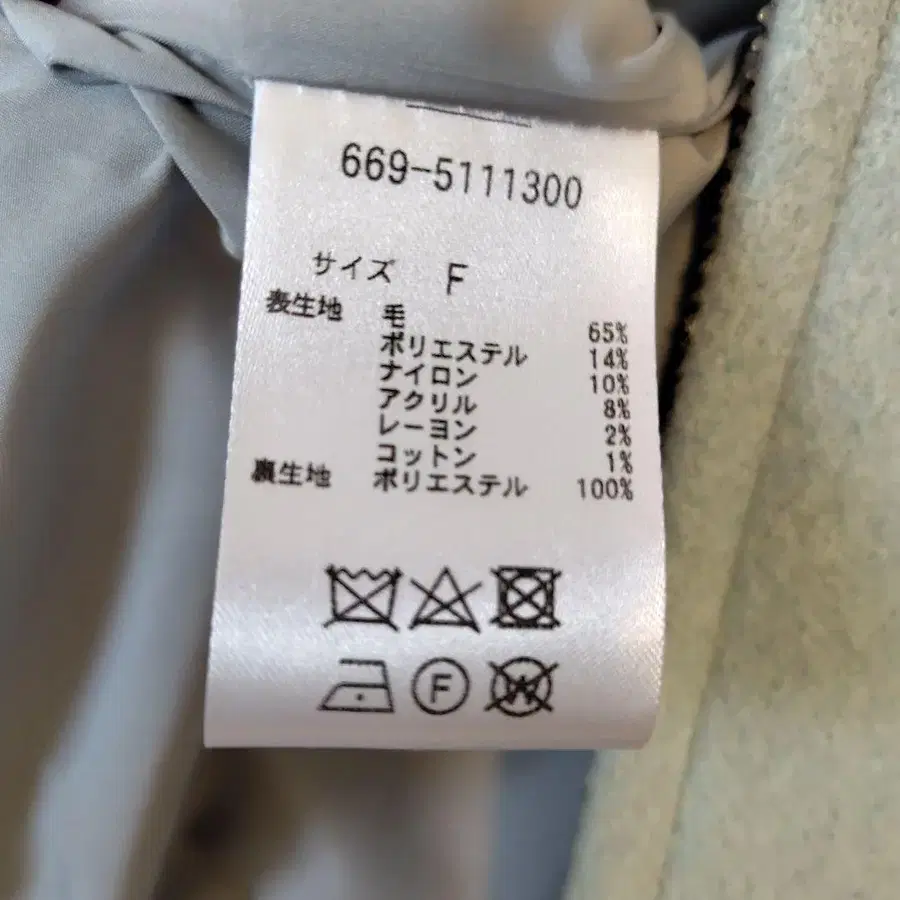 669-5111300
サイズ F
表生地 毛 65%
ポリエステル 14%
ナイロン 10%
アクリル 8%
レーヨン 2%
コットン 1%
裏生地 ポリエステル 100%
F
W